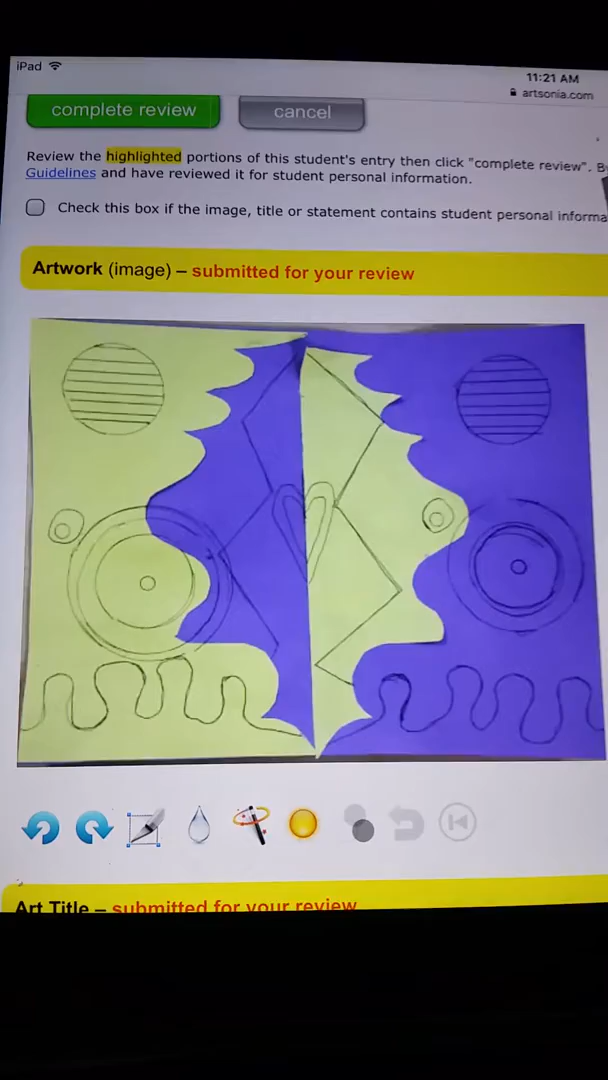 iPad
11:21 AM
artsonia.com
complete review
cancel
Review the highlighted portions of this student's entry then click "complete review".
Guidelines and have reviewed it for student personal information.
Check this box if the image, title or statement contains student personal
Artwork (image) – submitted for your review
Art Title – submitted for your review